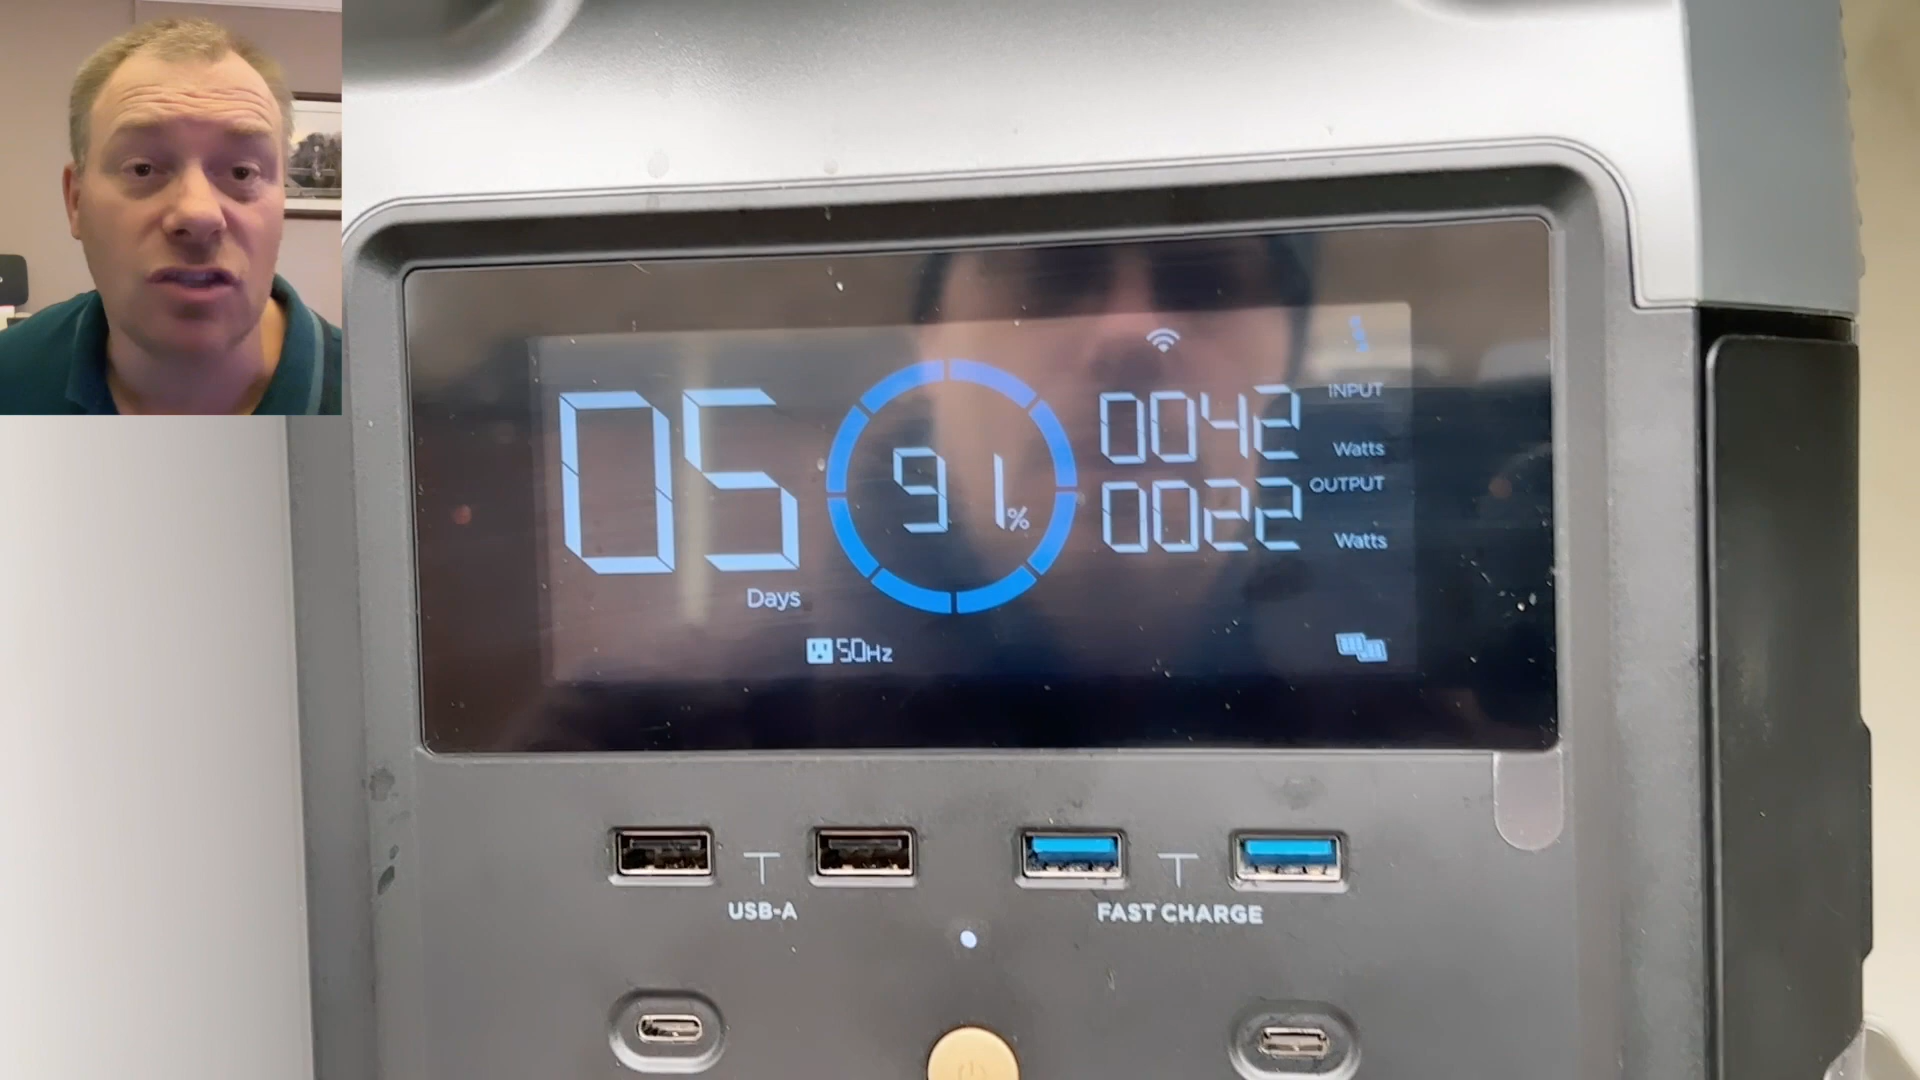 05
Days
91%
0042
INPUT
Watts
0022
OUTPUT
Watts
50Hz
USB-A
FAST CHARGE